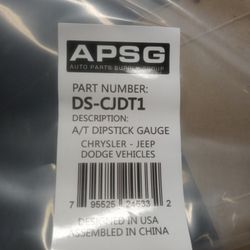 APSG
AUTO PARTS SUPPLY GROUP
PART NUMBER:
DS-CJDT1
DESCRIPTION:
A/T DIPSTICK GAUGE
CHRYSLER - JEEP
DODGE VEHICLES
7 95525 24533 2
DESIGNED IN USA
ASSEMBLED IN CHINA